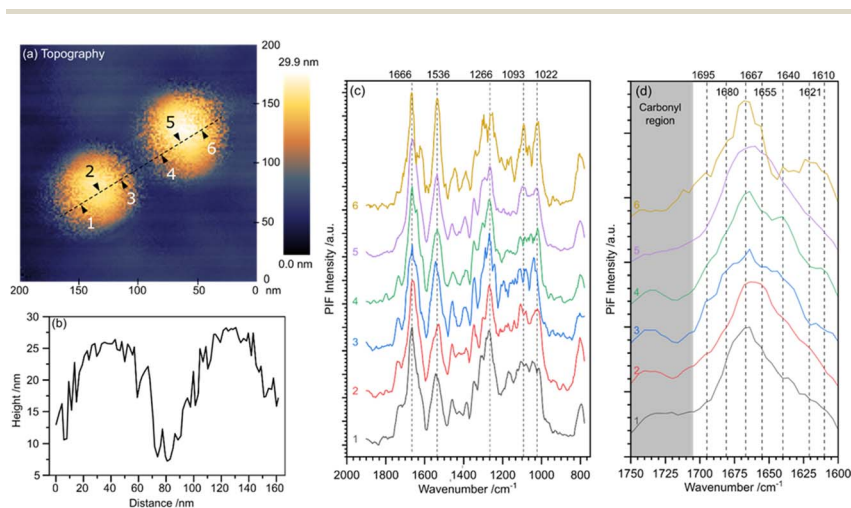 (a) Topography
200
29.9 nm
150
100
50
0
0.0 nm
5
2
6
4
3
1
200 150 100 50 0 nm
(b)
30
25
20
15
10
5
Height /nm
0 20 40 60 80 100 120 140 160
Distance /nm
1666 1536 1266 1093 1022
(c)
6
5
4
3
2
1
PIF Intensity /a.u.
2000 1800 1600 1400 1200 1000 800
Wavenumber /cm-1
1695 1667 1640 1610
1680 1655 1621
(d)
Carbonyl
region
6
5
4
3
2
1
PiF Intensity /a.u.
1750 1700 1650 1600
Wavenumber /cm-1